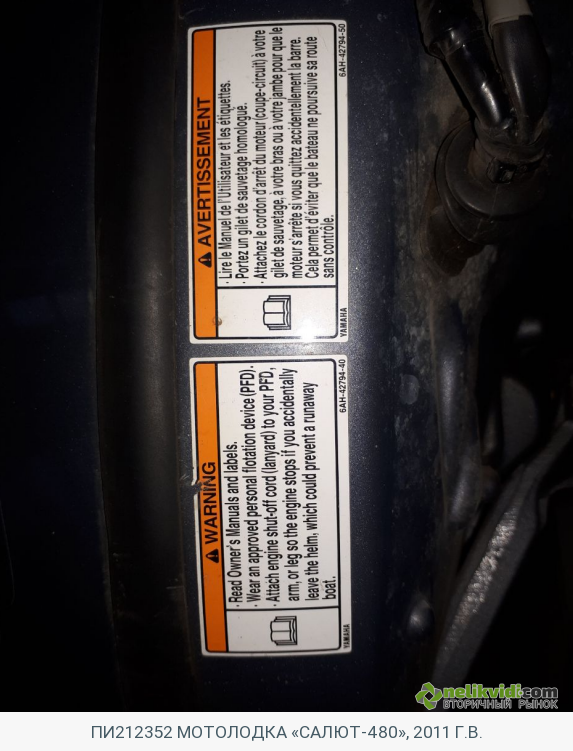 ⚠ AVERTISSEMENT
· Lire le Manuel de l'Utilisateur et les étiquettes.
· Portez un gilet de sauvetage homologué.
· Attachez le cordon d'arrêt du moteur (coupe-circuit) à votre
gilet de sauvetage, à votre bras ou à votre jambe pour que le
moteur s'arrête si vous quittez accidentellement la barre.
Cela permet d'éviter que le bateau ne poursuive sa route
sans contrôle.
YAMAHA
6AH-42794-50
⚠ WARNING
· Read Owner's Manuals and labels.
· Wear an approved personal flotation device (PFD).
· Attach engine shut-off cord (lanyard) to your PFD,
arm, or leg so the engine stops if you accidentally
leave the helm, which could prevent a runaway
boat.
YAMAHA
6AH-42794-40
nelikvidi.com
ВТОРИЧНЫЙ РЫНОК
ПИ212352 МОТОЛОДКА «САЛЮТ-480», 2011 Г.В.